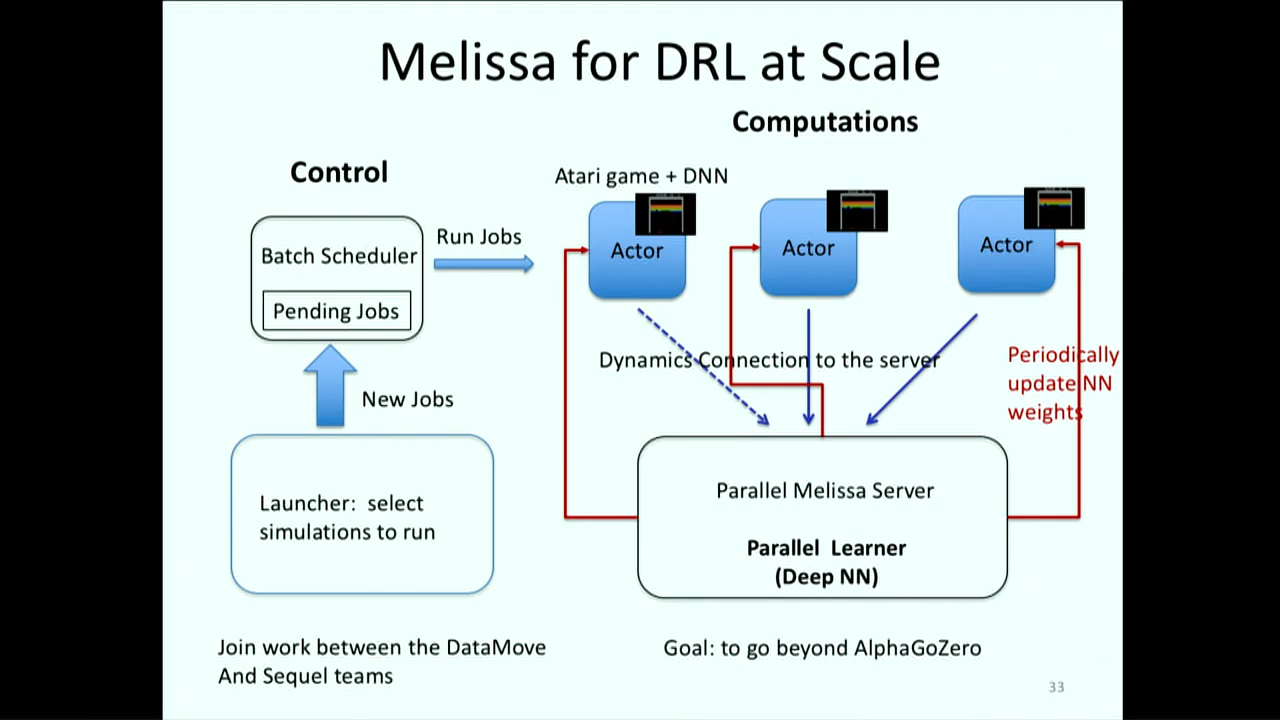 Melissa for DRL at Scale
Computations
Control
Atari game + DNN
Batch Scheduler
Pending Jobs
Run Jobs
Actor
Actor
Actor
New Jobs
Dynamics Connection to the server
Periodically
update NN
weights
Launcher: select
simulations to run
Parallel Melissa Server
Parallel Learner
(Deep NN)
Join work between the DataMove
And Sequel teams
Goal: to go beyond AlphaGoZero
33